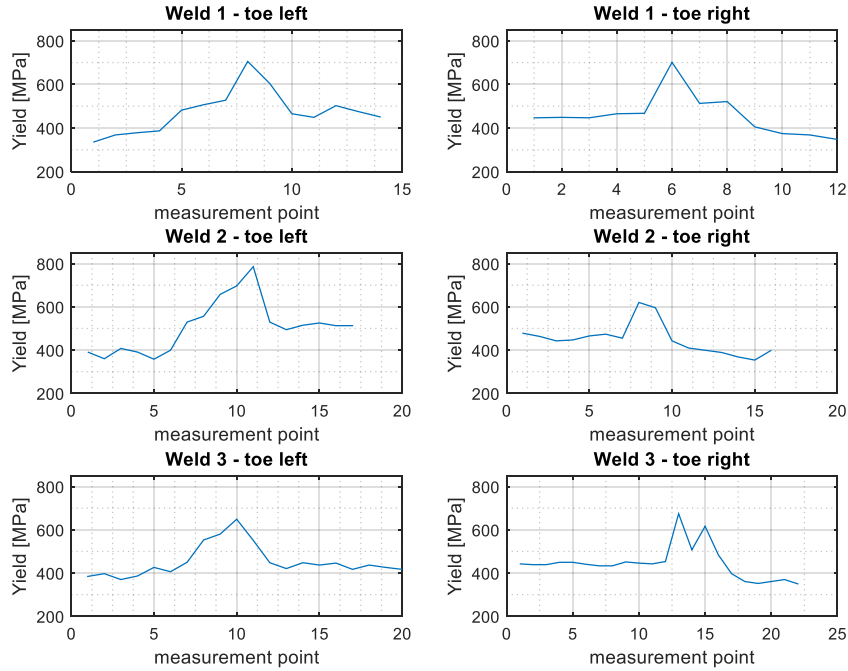 Weld 1 - toe left
Yield [MPa]
800
600
400
200
0 5 10 15
measurement point
Weld 1 - toe right
Yield [MPa]
800
600
400
200
0 2 4 6 8 10 12
measurement point
Weld 2 - toe left
Yield [MPa]
800
600
400
200
0 5 10 15 20
measurement point
Weld 2 - toe right
Yield [MPa]
800
600
400
200
0 5 10 15 20
measurement point
Weld 3 - toe left
Yield [MPa]
800
600
400
200
0 5 10 15 20
measurement point
Weld 3 - toe right
Yield [MPa]
800
600
400
200
0 5 10 15 20 25
measurement point